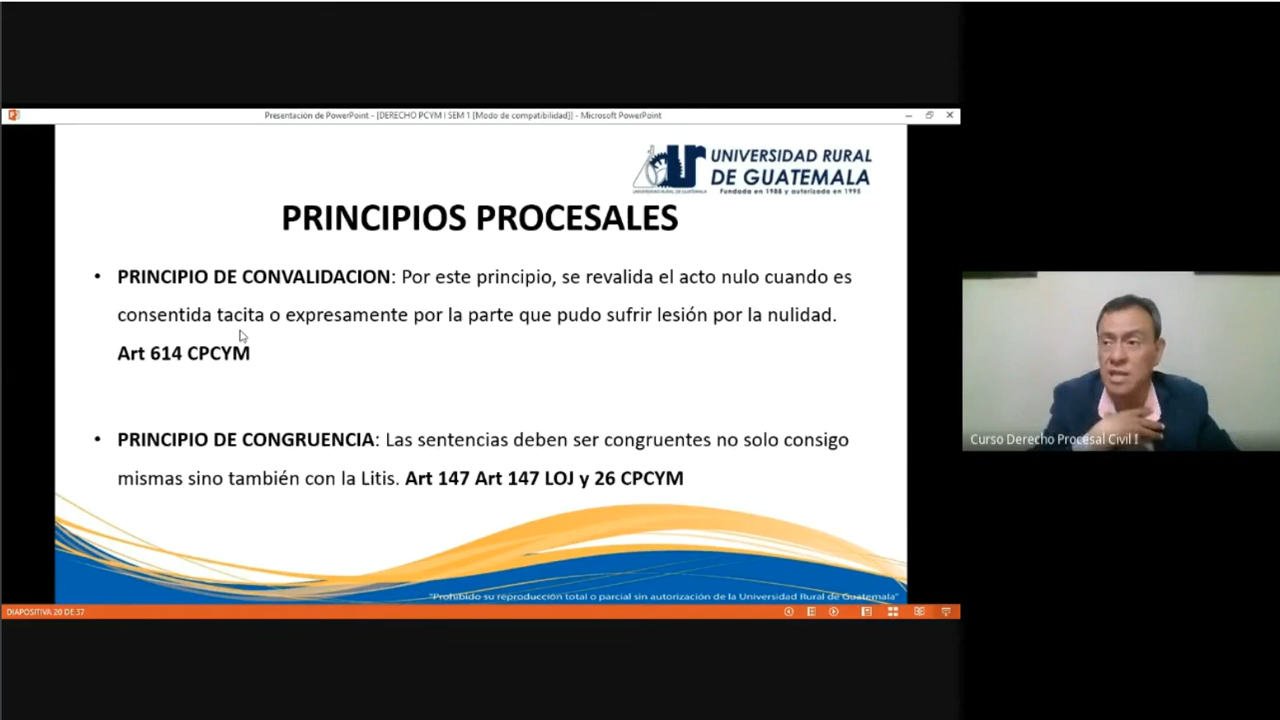 Presentación de PowerPoint - [DERECHO PCYM I SEM 1 [Modo de compatibilidad]] - Microsoft PowerPoint
UNIVERSIDAD RURAL
DE GUATEMALA
Fundada en 1988 y autorizada en 1995
PRINCIPIOS PROCESALES
• PRINCIPIO DE CONVALIDACION: Por este principio, se revalida el acto nulo cuando es
consentida tacita o expresamente por la parte que pudo sufrir lesión por la nulidad.
Art 614 CPCYM
• PRINCIPIO DE CONGRUENCIA: Las sentencias deben ser congruentes no solo consigo
mismas sino también con la Litis. Art 147 Art 147 LOJ y 26 CPCYM
"Prohibido su reproducción total o parcial sin autorización de la Universidad Rural de Guatemala"
DIAPOSITIVA 20 DE 37
Curso Derecho Procesal Civil I